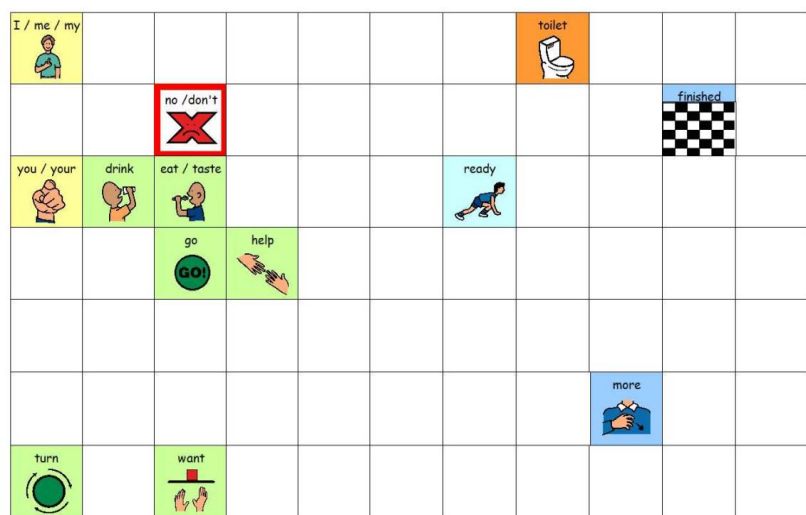 I / me / my
toilet
no /don't
finished
you / your
drink
eat / taste
ready
go
help
GO!
more
turn
want